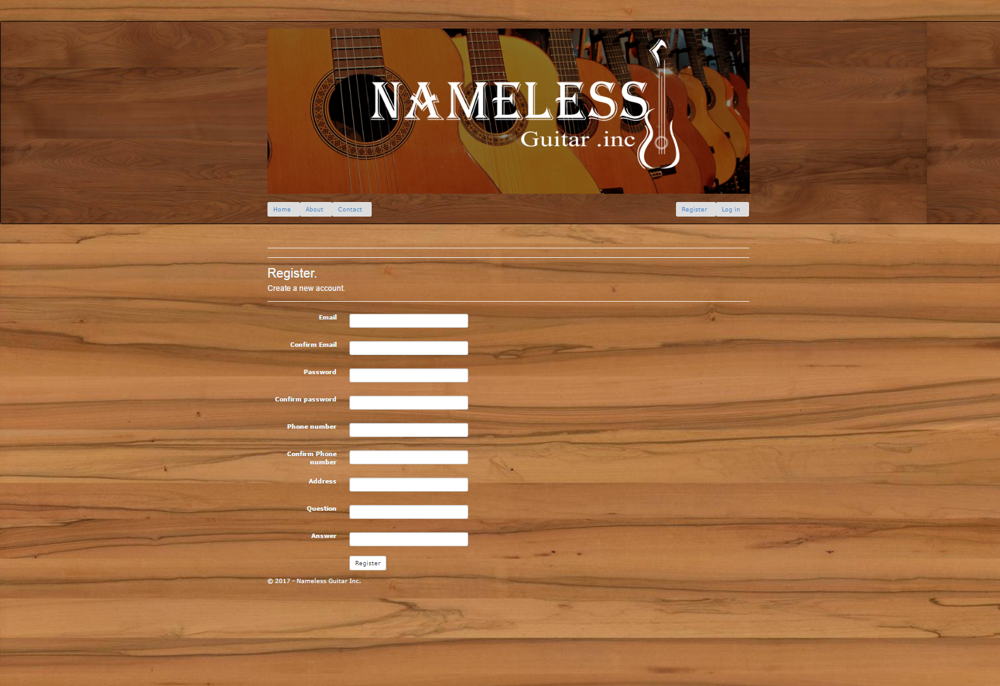 NAMELESS
Guitar .inc
Home About Contact Register Log in
Register.
Create a new account.
Email
Confirm Email
Password
Confirm password
Phone number
Confirm Phone
number
Address
Question
Answer
Register
© 2017 - Nameless Guitar Inc.